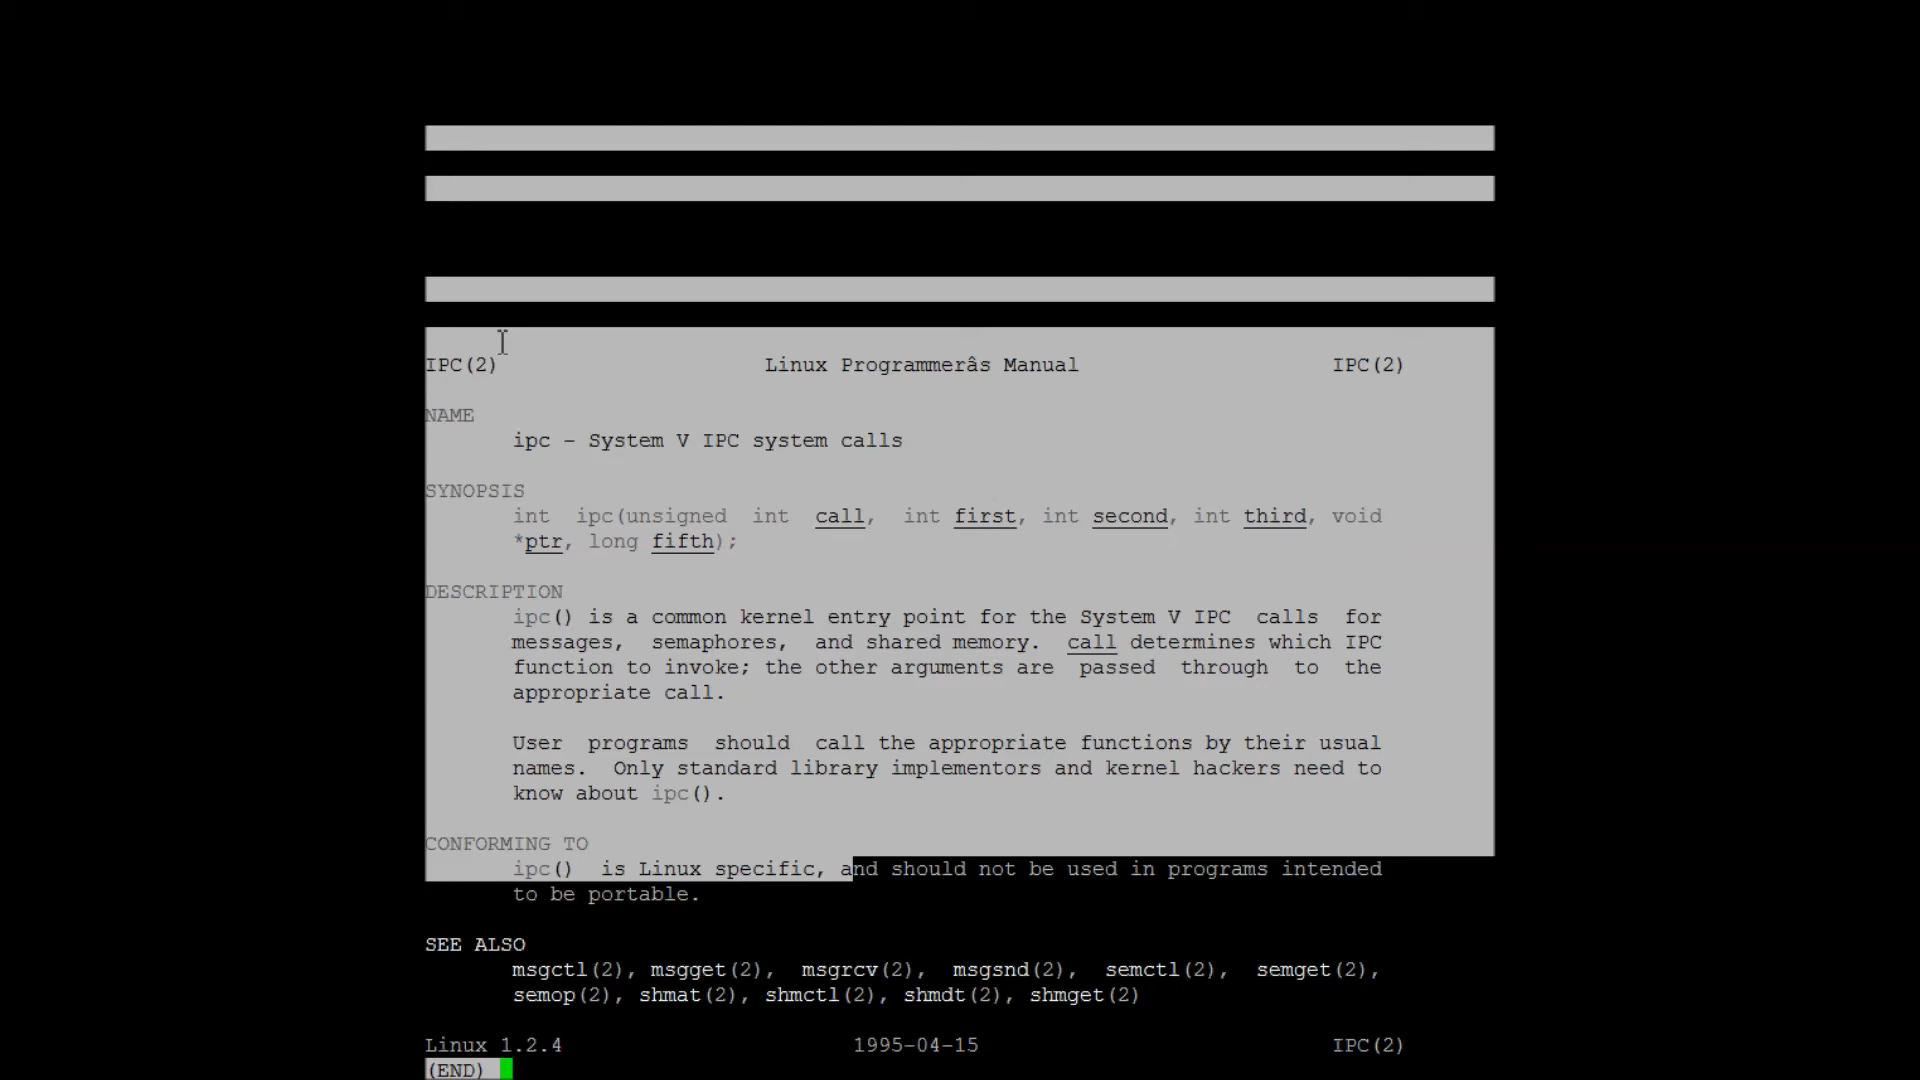 IPC(2) Linux Programmerâs Manual IPC(2)
NAME
ipc - System V IPC system calls
SYNOPSIS
int ipc(unsigned int call, int first, int second, int third, void
*ptr, long fifth);
DESCRIPTION
ipc() is a common kernel entry point for the System V IPC calls for
messages, semaphores, and shared memory. call determines which IPC
function to invoke; the other arguments are passed through to the
appropriate call.
User programs should call the appropriate functions by their usual
names. Only standard library implementors and kernel hackers need to
know about ipc().
CONFORMING TO
ipc() is Linux specific, and should not be used in programs intended
to be portable.
SEE ALSO
msgctl(2), msgget(2), msgrcv(2), msgsnd(2), semctl(2), semget(2),
semop(2), shmat(2), shmctl(2), shmdt(2), shmget(2)
Linux 1.2.4 1995-04-15 IPC(2)
(END)